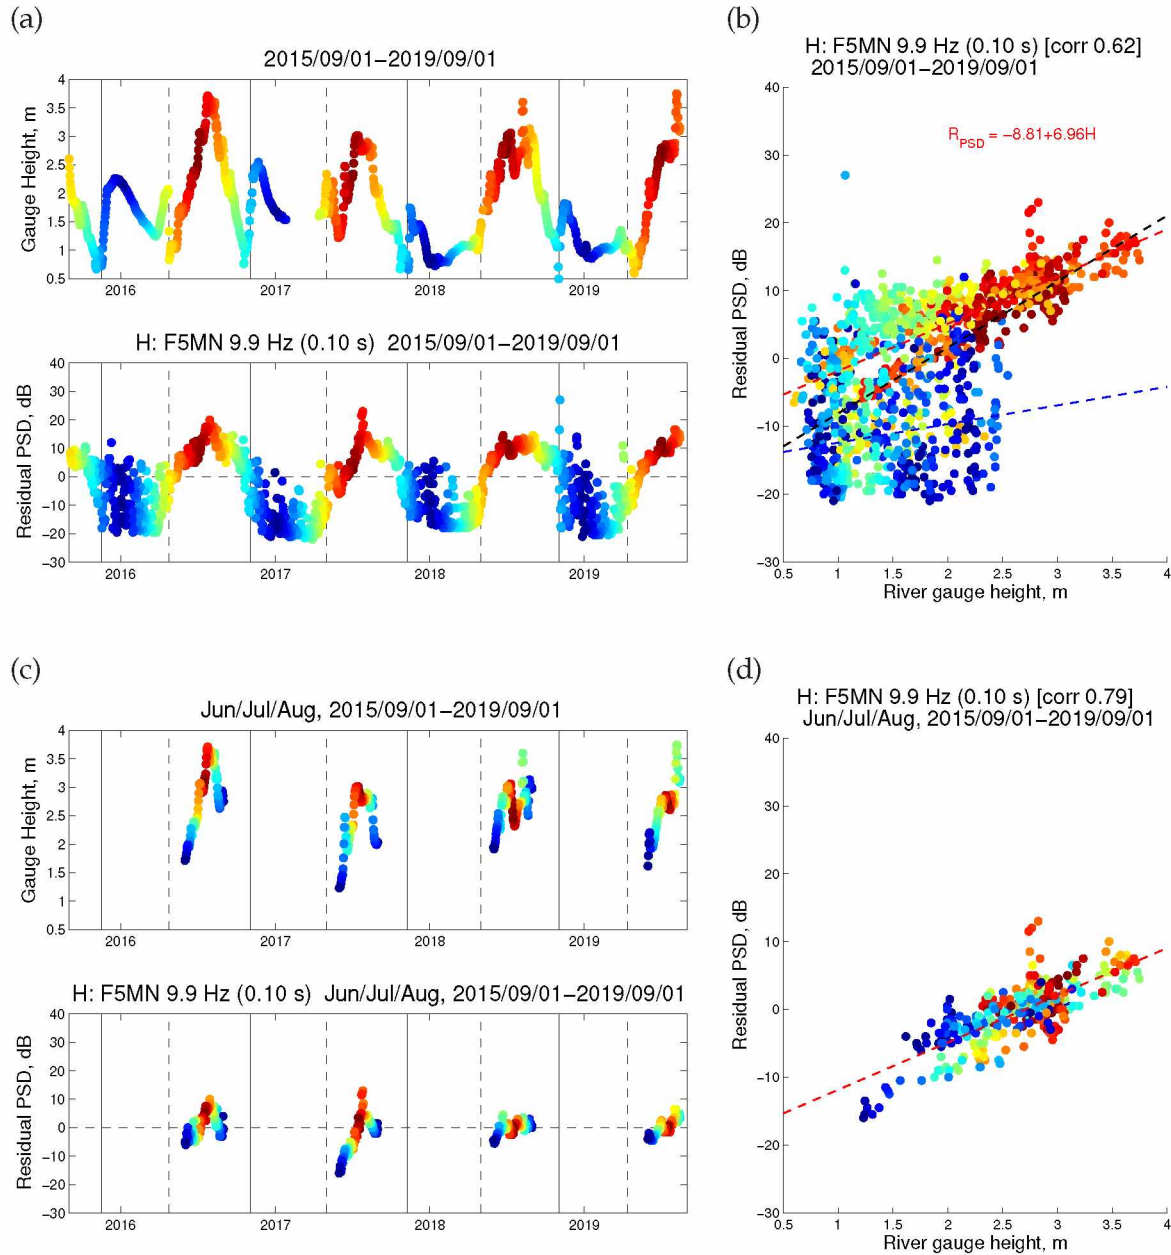 (a)
2015/09/01−2019/09/01
Gauge Height, m
4
3.5
3
2.5
2
1.5
1
0.5
2016 2017 2018 2019
H: F5MN 9.9 Hz (0.10 s) 2015/09/01−2019/09/01
Residual PSD, dB
40
30
20
10
0
−10
−20
−30
2016 2017 2018 2019
(b)
H: F5MN 9.9 Hz (0.10 s) [corr 0.62]
2015/09/01−2019/09/01
R_PSD = −8.81+6.96H
Residual PSD, dB
40
30
20
10
0
−10
−20
−30
0.5 1 1.5 2 2.5 3 3.5 4
River gauge height, m
(c)
Jun/Jul/Aug, 2015/09/01−2019/09/01
Gauge Height, m
4
3.5
3
2.5
2
1.5
1
0.5
2016 2017 2018 2019
H: F5MN 9.9 Hz (0.10 s) Jun/Jul/Aug, 2015/09/01−2019/09/01
Residual PSD, dB
40
30
20
10
0
−10
−20
−30
2016 2017 2018 2019
(d)
H: F5MN 9.9 Hz (0.10 s) [corr 0.79]
Jun/Jul/Aug, 2015/09/01−2019/09/01
Residual PSD, dB
40
30
20
10
0
−10
−20
−30
0.5 1 1.5 2 2.5 3 3.5 4
River gauge height, m